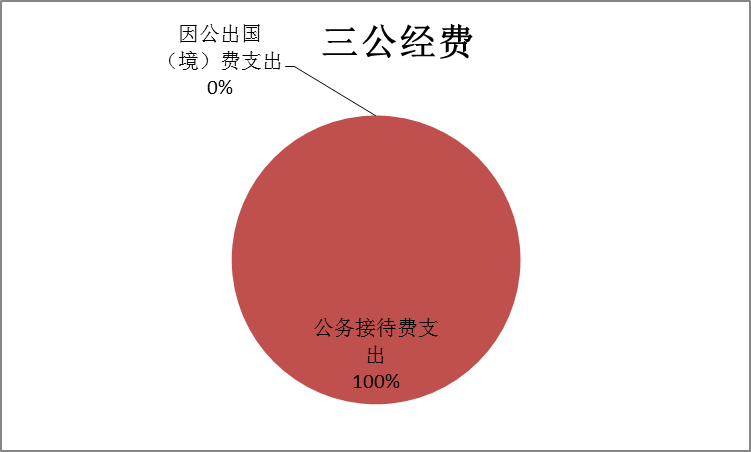 三公经费
因公出国
（境）费支出
0%
公务接待费支
出
100%